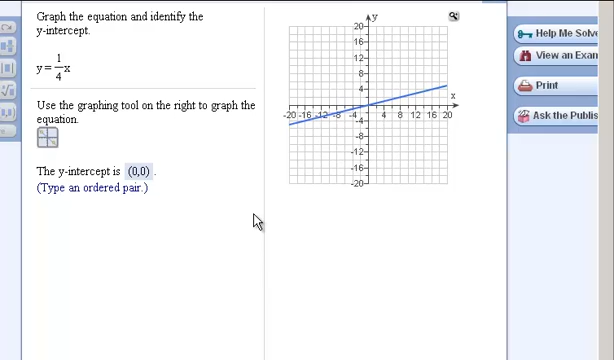 Graph the equation and identify the
y-intercept.
y = 1/4 x
Use the graphing tool on the right to graph the
equation.
The y-intercept is (0,0).
(Type an ordered pair.)
y
20
16
12
8
4
x
-20 -16 -12 -8 -4 4 8 12 16 20
-4
-8
-12
-16
-20
Help Me Solve
View an Exam
Print
Ask the Publis